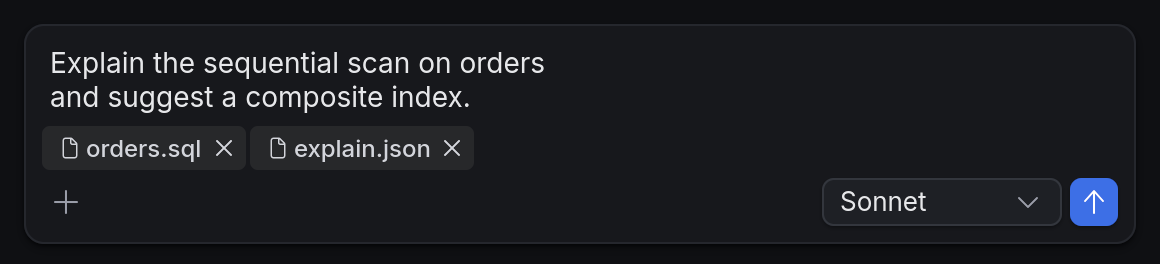 Explain the sequential scan on orders
and suggest a composite index.
orders.sql
explain.json
Sonnet